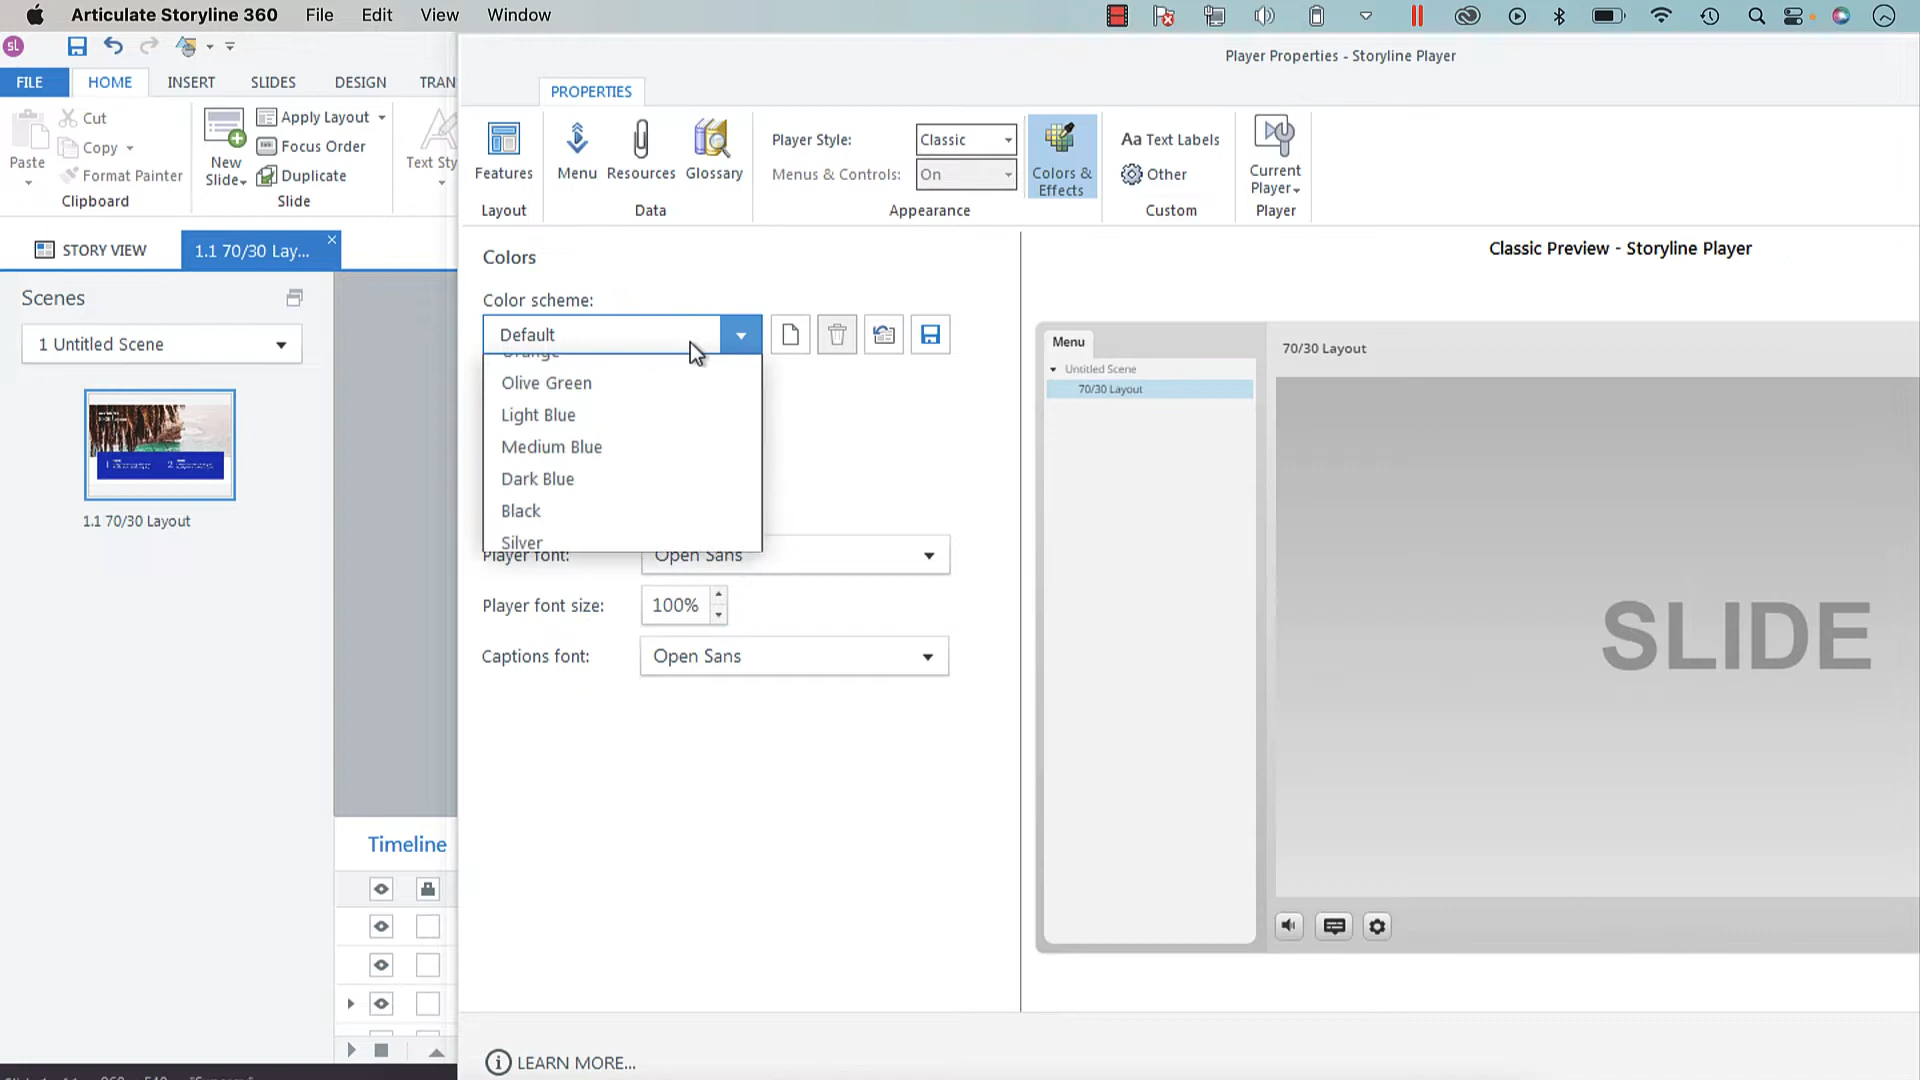 Articulate Storyline 360 File Edit View Window
Player Properties - Storyline Player
sl
FILE HOME INSERT SLIDES DESIGN TRAN
PROPERTIES
Cut
Apply Layout
Copy
Focus Order
Paste
New
Slide
Format Painter
Duplicate
Text Sty
Clipboard
Slide
Features
Menu
Resources
Glossary
Player Style: Classic
Menus & Controls: On
Colors &
Effects
Aa Text Labels
Other
Current
Player
Layout
Data
Appearance
Custom
Player
STORY VIEW
1.1 70/30 Lay...
Scenes
1 Untitled Scene
1.1 70/30 Layout
Colors
Color scheme:
Default
Orange
Olive Green
Light Blue
Medium Blue
Dark Blue
Black
Silver
Player font: Open Sans
Player font size: 100%
Captions font: Open Sans
Classic Preview - Storyline Player
Menu
70/30 Layout
Untitled Scene
70/30 Layout
SLIDE
Timeline
LEARN MORE...